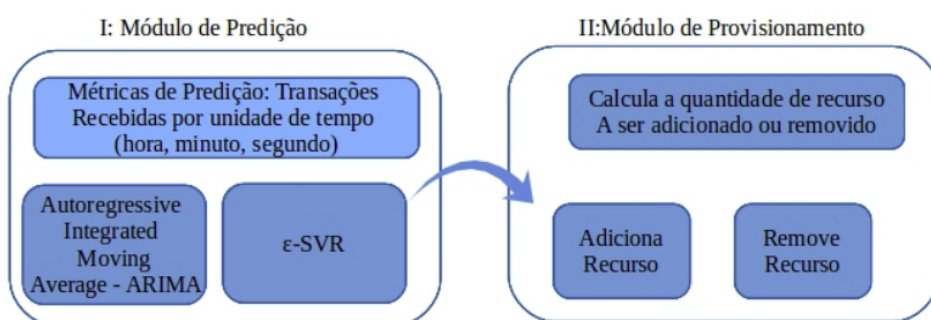 I: Módulo de Predição
Métricas de Predição: Transações
Recebidas por unidade de tempo
(hora, minuto, segundo)
Autoregressive
Integrated
Moving
Average - ARIMA
ε-SVR
II:Módulo de Provisionamento
Calcula a quantidade de recurso
A ser adicionado ou removido
Adiciona
Recurso
Remove
Recurso